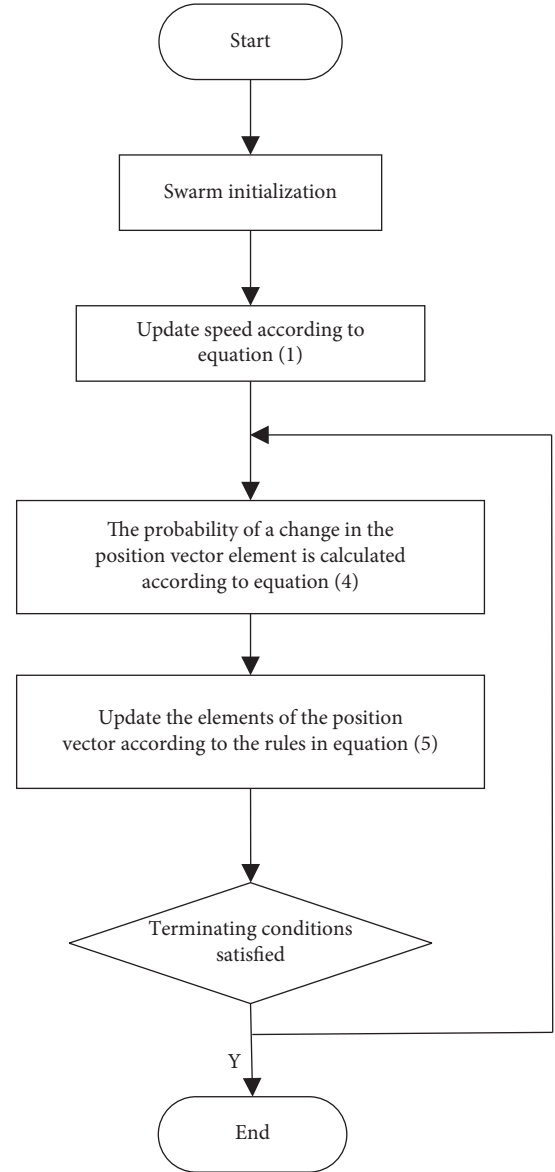 Start
Swarm initialization
Update speed according to
equation (1)
The probability of a change in the
position vector element is calculated
according to equation (4)
Update the elements of the position
vector according to the rules in equation (5)
Terminating conditions
satisfied
Y
End